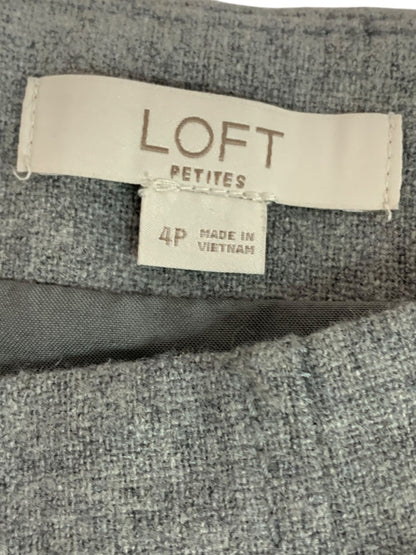 LOFT
PETITES
4P MADE IN
VIETNAM